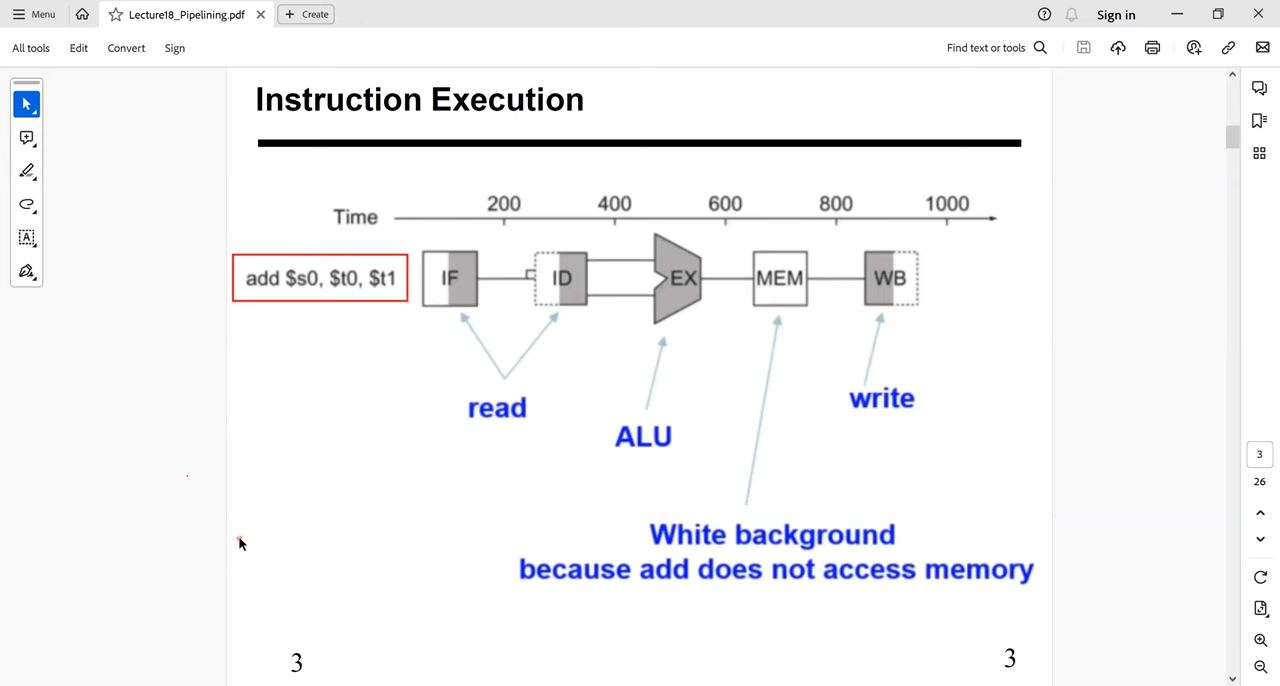 Menu
Lecture18_Pipelining.pdf
Create
Sign in
All tools
Edit
Convert
Sign
Find text or tools
Instruction Execution
Time
200
400
600
800
1000
add $s0, $t0, $t1
IF
ID
EX
MEM
WB
read
ALU
write
White background
because add does not access memory
3
3
3
26